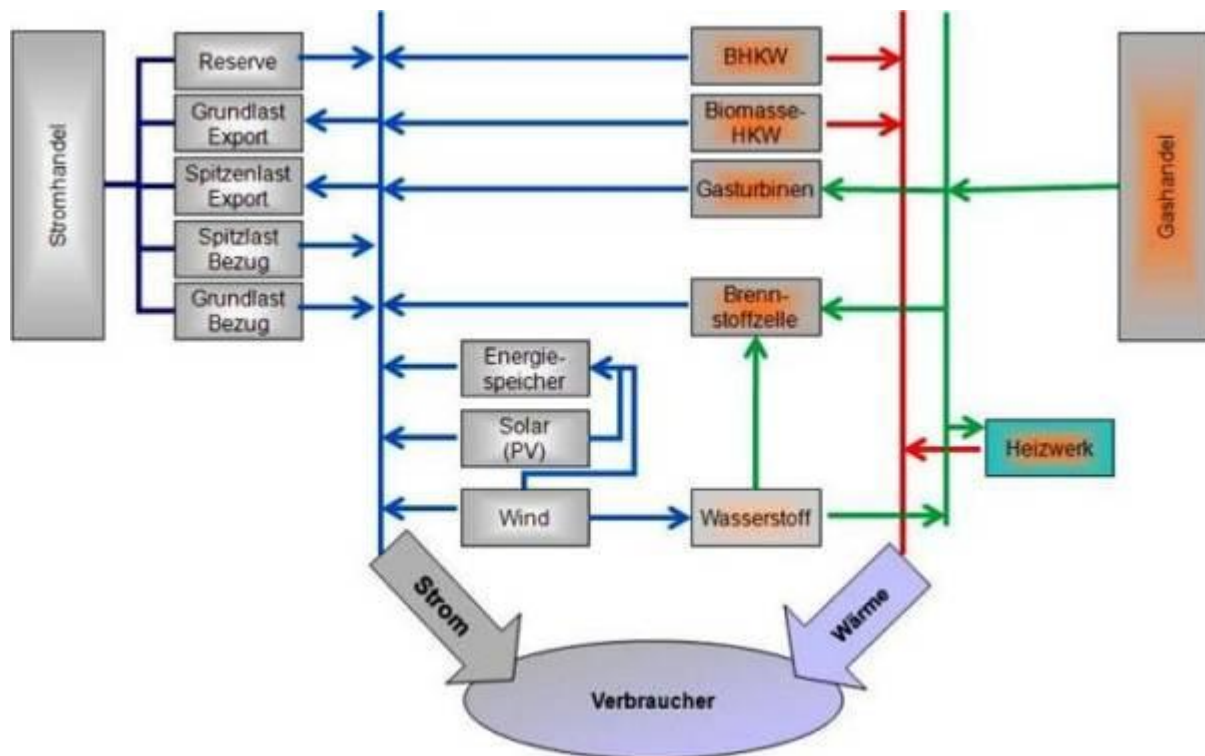 Stromhandel
Reserve
Grundlast
Export
Spitzenlast
Export
Spitzlast
Bezug
Grundlast
Bezug
BHKW
Biomasse-
HKW
Gasturbinen
Brenn-
stoffzelle
Energie-
speicher
Solar
(PV)
Wind
Wasserstoff
Gashandel
Heizwerk
Strom
Wärme
Verbraucher